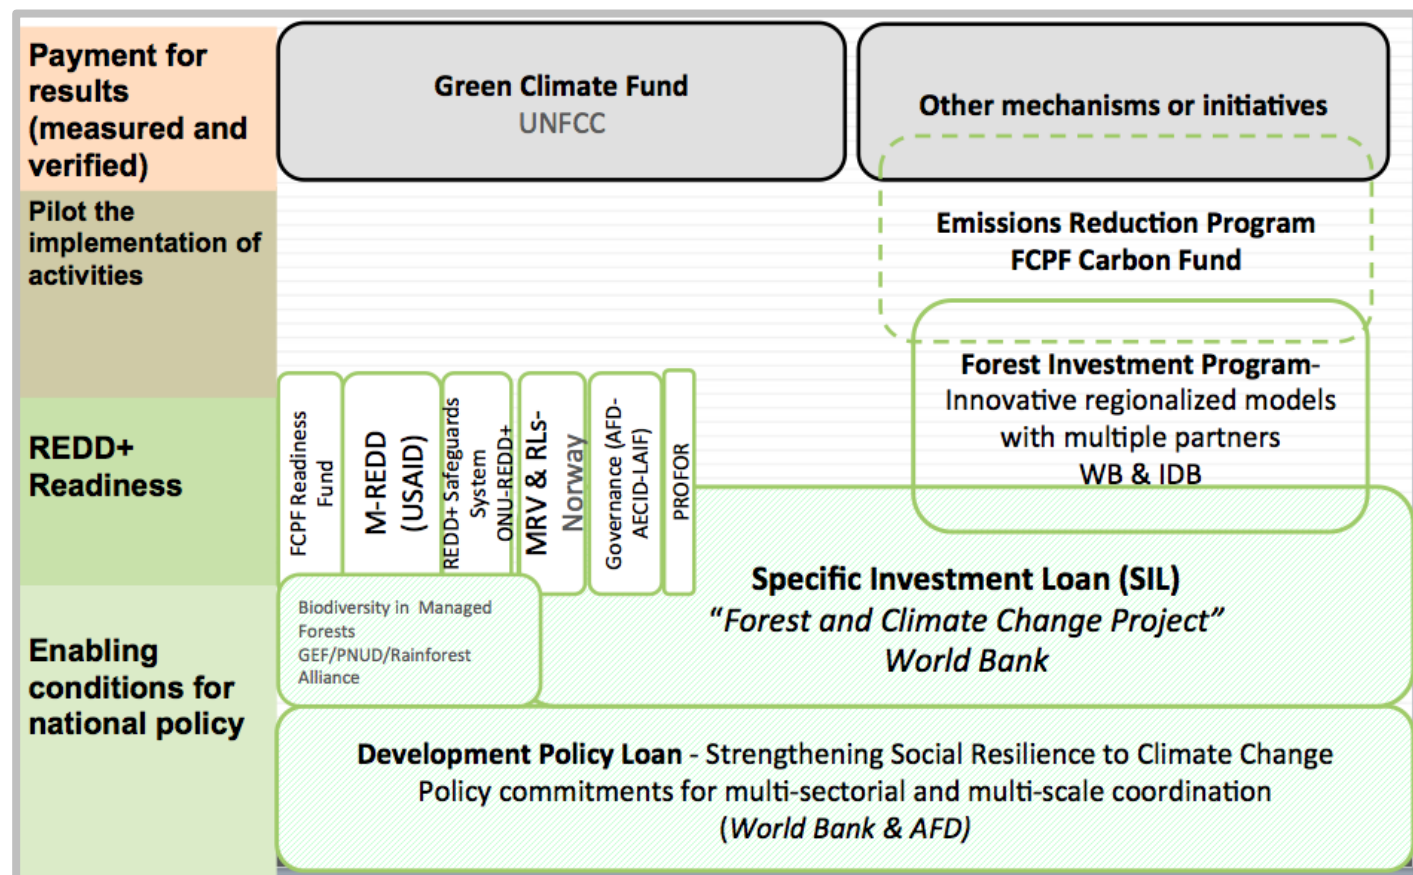 Payment for
results
(measured and
verified)
Green Climate Fund
UNFCC
Other mechanisms or initiatives
Pilot the
implementation of
activities
Emissions Reduction Program
FCPF Carbon Fund
Forest Investment Program-
Innovative regionalized models
with multiple partners
WB & IDB
REDD+
Readiness
FCPF Readiness
Fund
M-REDD
(USAID)
REDD+ Safeguards
System
ONU-REDD+
MRV & RLs-
Norway
Governance (AFD-
AECID-LAIF)
PROFOR
Specific Investment Loan (SIL)
“Forest and Climate Change Project”
World Bank
Enabling
conditions for
national policy
Biodiversity in Managed
Forests
GEF/PNUD/Rainforest
Alliance
Development Policy Loan - Strengthening Social Resilience to Climate Change
Policy commitments for multi-sectorial and multi-scale coordination
(World Bank & AFD)